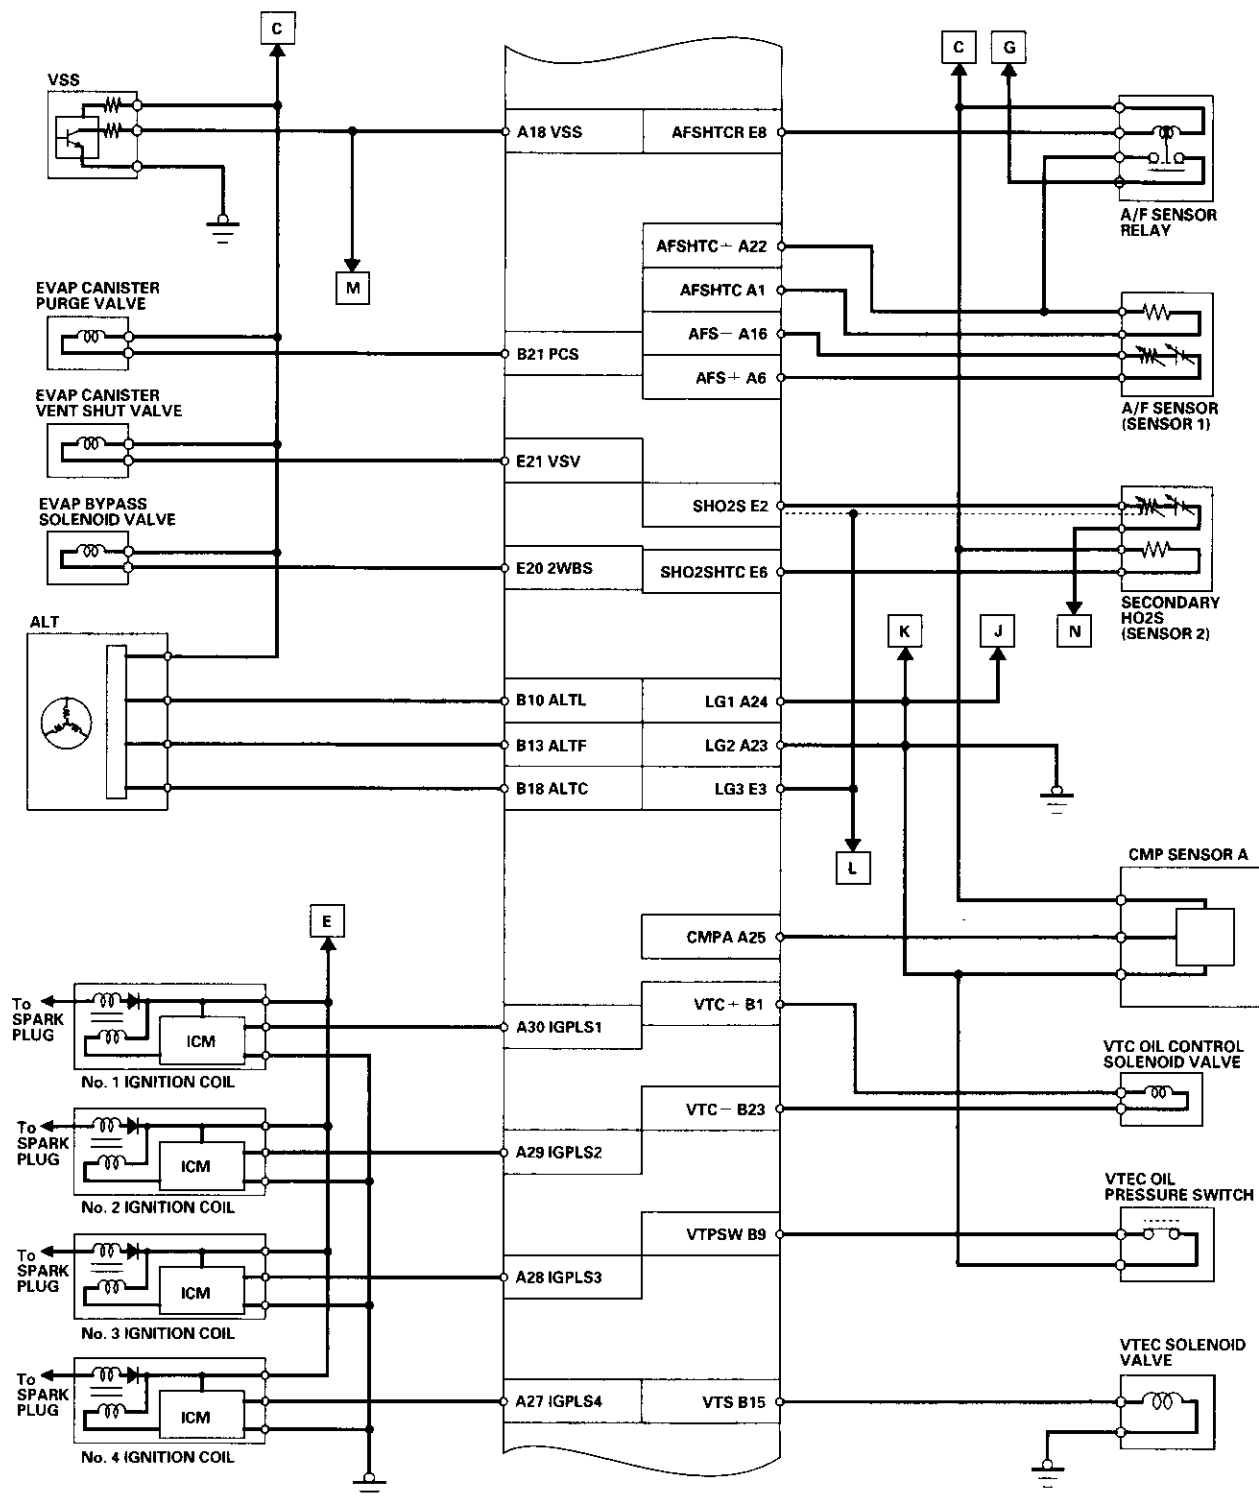 C
C
G
VSS
A18 VSS
AFSHTCR E8
A/F SENSOR
RELAY
M
AFSHTC+ A22
AFSHTC A1
AFS− A16
AFS+ A6
A/F SENSOR
(SENSOR 1)
EVAP CANISTER
PURGE VALVE
B21 PCS
EVAP CANISTER
VENT SHUT VALVE
E21 VSV
SHO2S E2
EVAP BYPASS
SOLENOID VALVE
E20 2WBS
SHO2SHTC E6
SECONDARY
HO2S
(SENSOR 2)
K
J
N
ALT
B10 ALTL
LG1 A24
B13 ALTF
LG2 A23
B18 ALTC
LG3 E3
L
CMP SENSOR A
E
CMPA A25
To
SPARK
PLUG
ICM
No. 1 IGNITION COIL
A30 IGPLS1
VTC+ B1
VTC OIL CONTROL
SOLENOID VALVE
VTC− B23
To
SPARK
PLUG
ICM
No. 2 IGNITION COIL
A29 IGPLS2
VTEC OIL
PRESSURE SWITCH
VTPSW B9
To
SPARK
PLUG
ICM
No. 3 IGNITION COIL
A28 IGPLS3
VTEC SOLENOID
VALVE
To
SPARK
PLUG
ICM
No. 4 IGNITION COIL
A27 IGPLS4
VTS B15